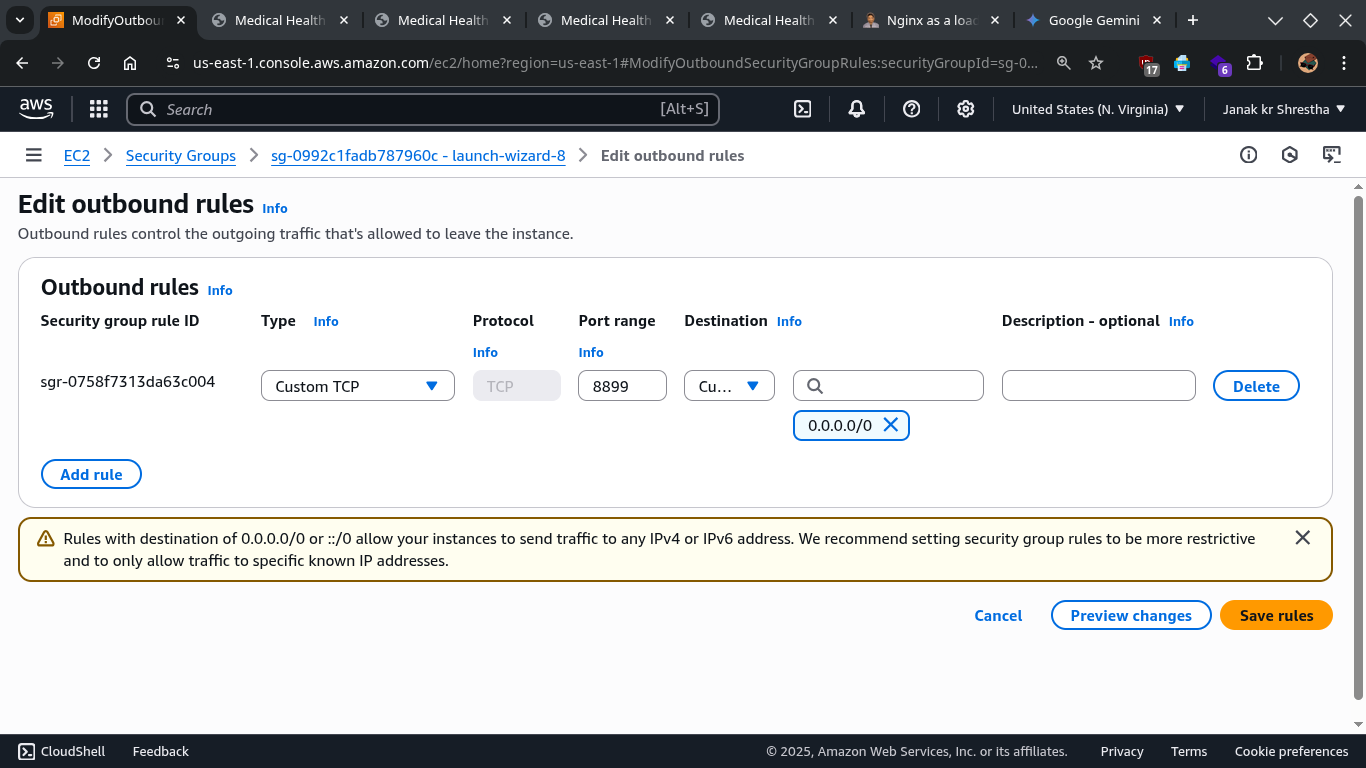 ModifyOutbou
Medical Health
Medical Health
Medical Health
Medical Health
Nginx as a loa
Google Gemini
us-east-1.console.aws.amazon.com/ec2/home?region=us-east-1#ModifyOutboundSecurityGroupRules:securityGroupId=sg-0...
17
6
aws
Search
[Alt+S]
United States (N. Virginia)
Janak kr Shrestha
EC2
Security Groups
sg-0992c1fadb787960c - launch-wizard-8
Edit outbound rules
Edit outbound rules Info
Outbound rules control the outgoing traffic that's allowed to leave the instance.
Outbound rules Info
Security group rule ID
Type Info
Protocol Info
Port range Info
Destination Info
Description - optional Info
sgr-0758f7313da63c004
Custom TCP
TCP
8899
Cu...
Delete
0.0.0.0/0
Add rule
Rules with destination of 0.0.0.0/0 or ::/0 allow your instances to send traffic to any IPv4 or IPv6 address. We recommend setting security group rules to be more restrictive
and to only allow traffic to specific known IP addresses.
Cancel
Preview changes
Save rules
CloudShell
Feedback
© 2025, Amazon Web Services, Inc. or its affiliates.
Privacy
Terms
Cookie preferences